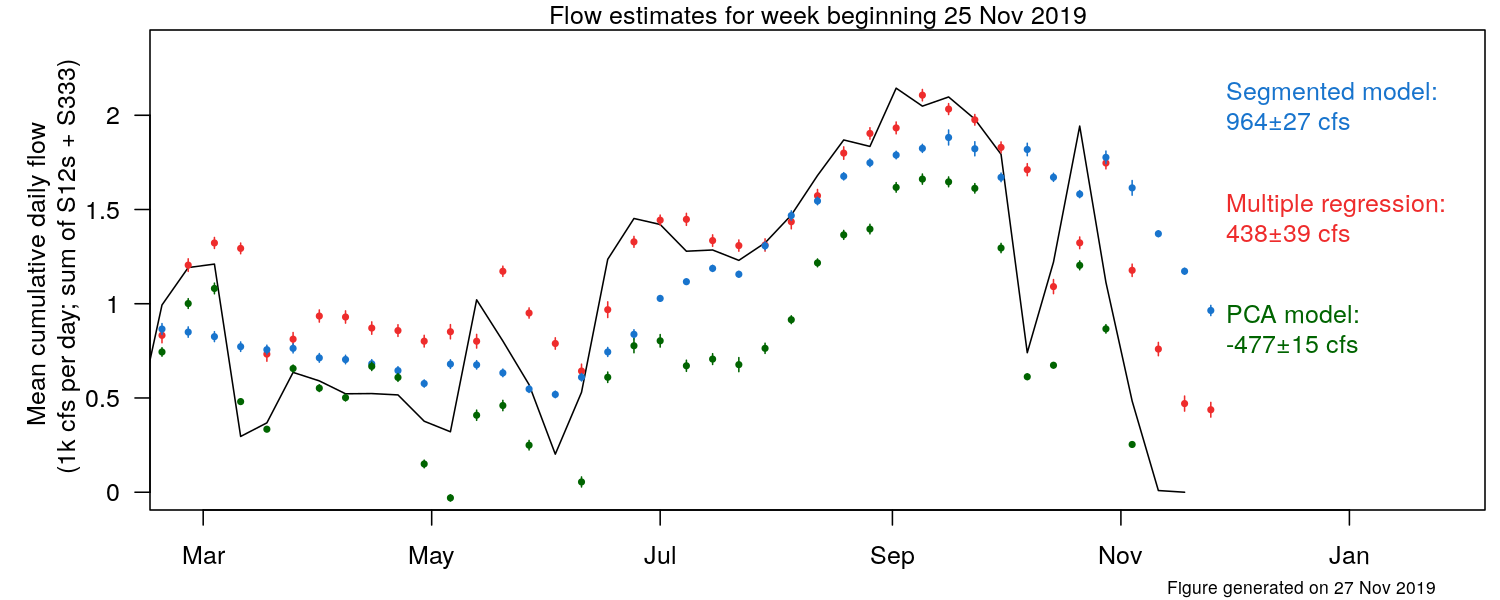 Flow estimates for week beginning 25 Nov 2019
Mean cumulative daily flow
(1k cfs per day; sum of S12s + S333)
2
1.5
1
0.5
0
Segmented model:
964±27 cfs
Multiple regression:
438±39 cfs
PCA model:
-477±15 cfs
Mar May Jul Sep Nov Jan
Figure generated on 27 Nov 2019